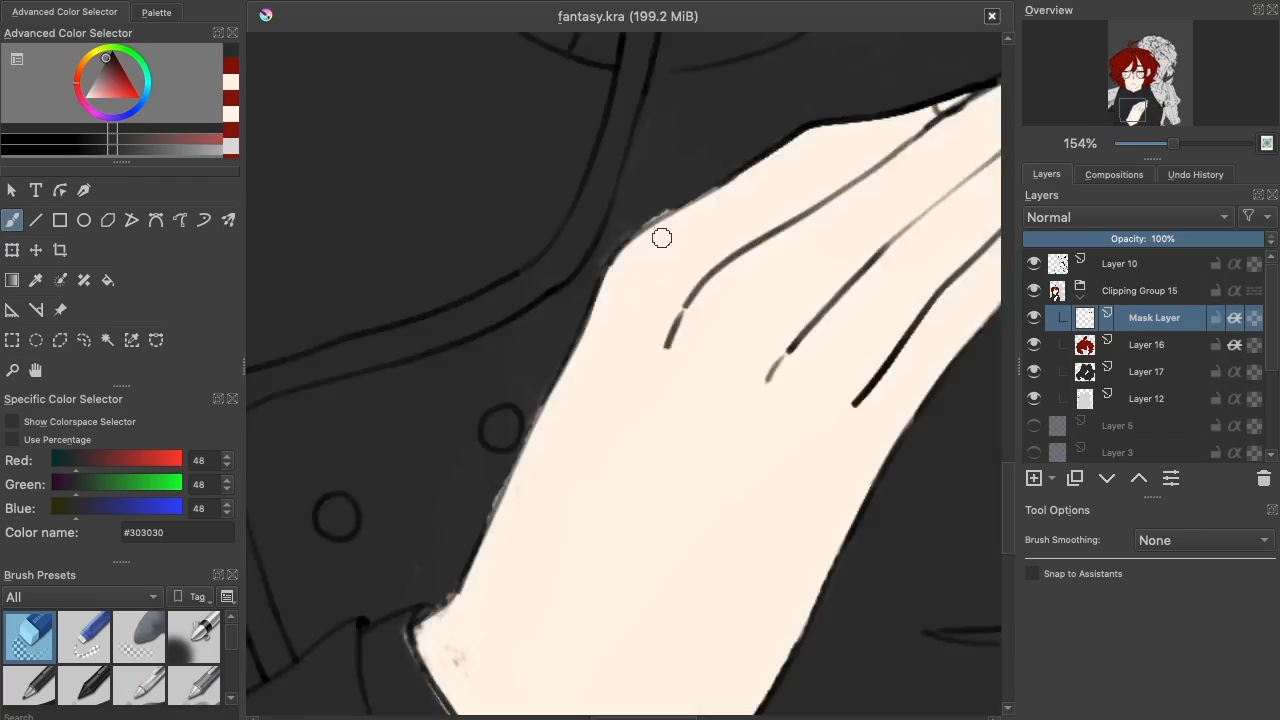 Advanced Color Selector
Palette
Advanced Color Selector
fantasy.kra (199.2 MiB)
Overview
154%
Layers
Compositions
Undo History
Layers
Normal
Opacity: 100%
Layer 10
Clipping Group 15
Mask Layer
Layer 16
Layer 17
Layer 12
Layer 5
Layer 3
Specific Color Selector
Show Colorspace Selector
Use Percentage
Red: 48
Green: 48
Blue: 48
Color name: #303030
Brush Presets
All
Tag
Search
Tool Options
Brush Smoothing: None
Snap to Assistants